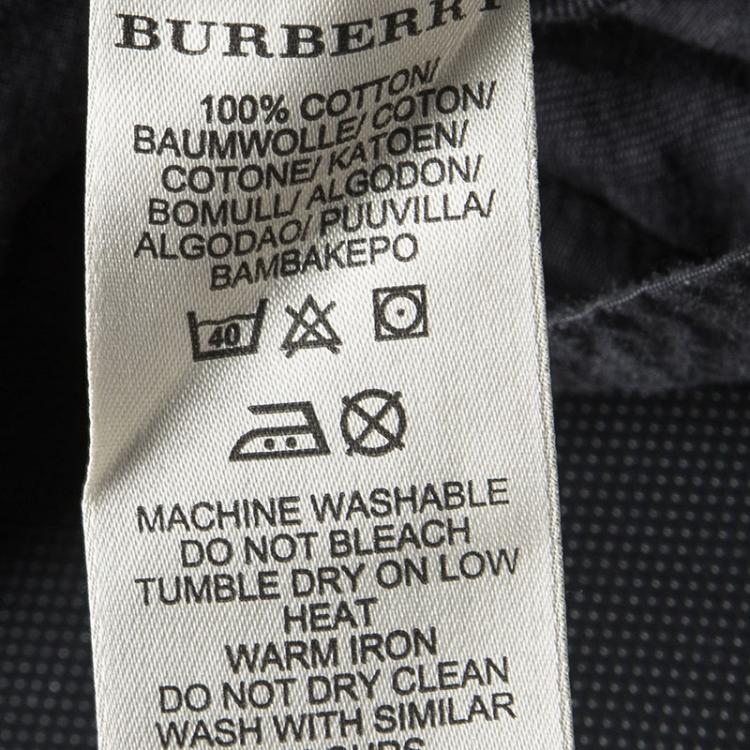 BURBERRY
100% COTTON/
BAUMWOLLE/ COTON/
COTONE/ KATOEN/
BOMULL/ ALGODON/
ALGODAO/ PUUVILLA/
BAMBAKEPO
40
MACHINE WASHABLE
DO NOT BLEACH
TUMBLE DRY ON LOW
HEAT
WARM IRON
DO NOT DRY CLEAN
WASH WITH SIMILAR